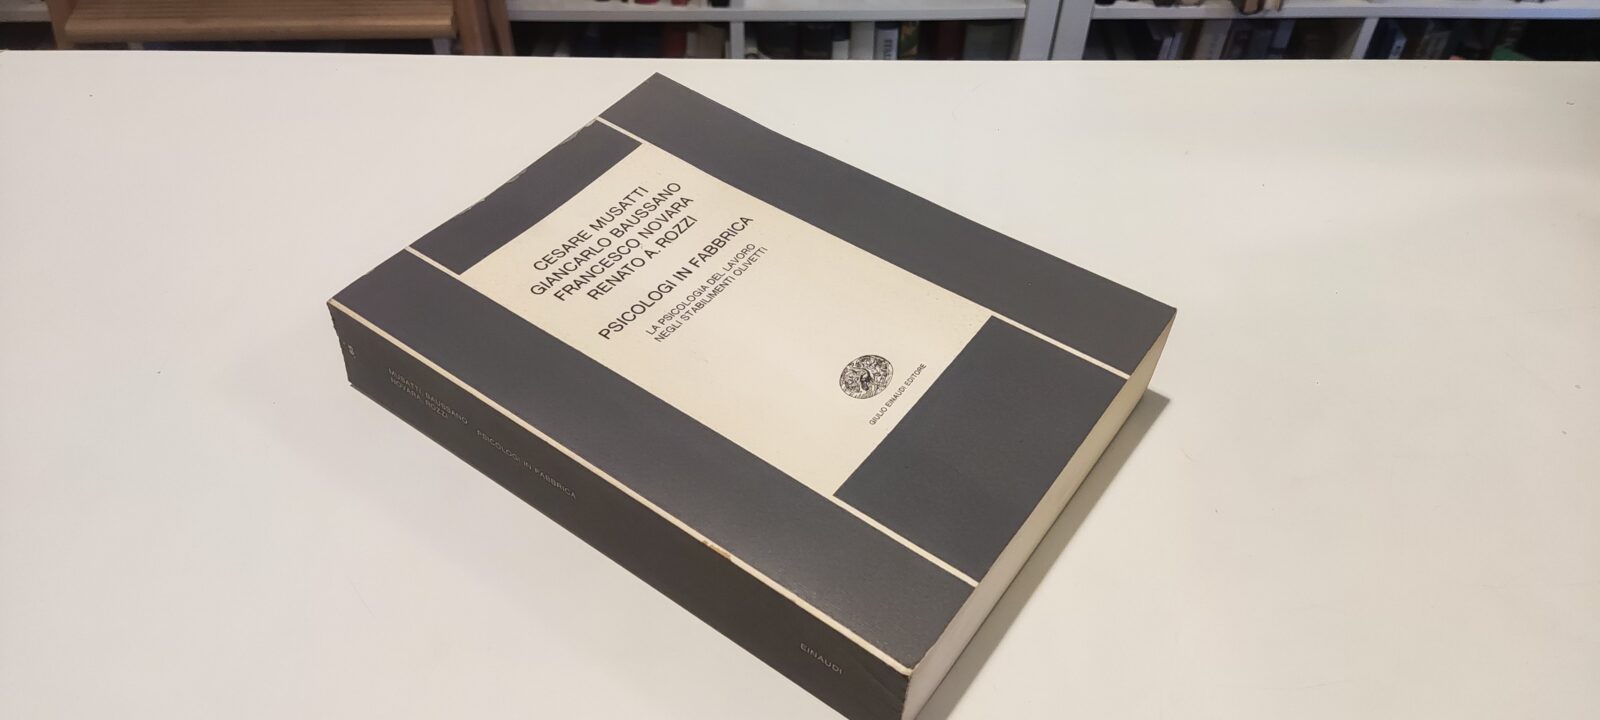 CESARE MUSATTI
GIANCARLO BAUSSANO
FRANCESCO NOVARA
RENATO A. ROZZI
PSICOLOGI IN FABBRICA
LA PSICOLOGIA DEL LAVORO
NEGLI STABILIMENTI OLIVETTI
GIULIO EINAUDI EDITORE
MUSATTI, BAUSSANO
NOVARA, ROZZI
PSICOLOGI IN FABBRICA
EINAUDI